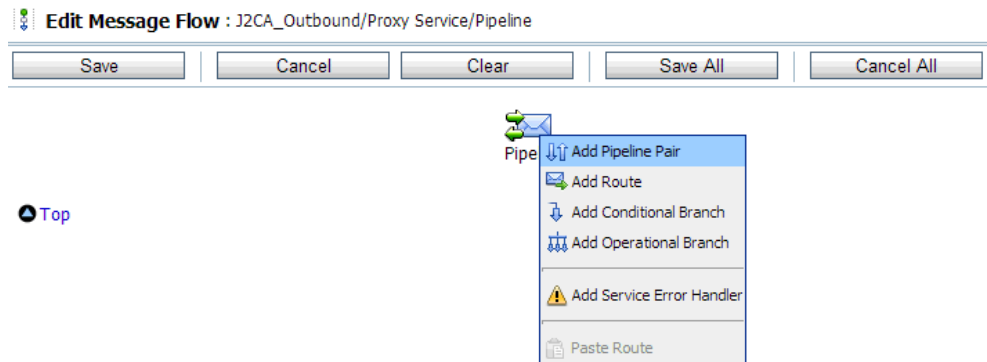 Edit Message Flow : J2CA_Outbound/Proxy Service/Pipeline
Save Cancel Clear Save All Cancel All
Pipe
Add Pipeline Pair
Add Route
Top
Add Conditional Branch
Add Operational Branch
Add Service Error Handler
Paste Route